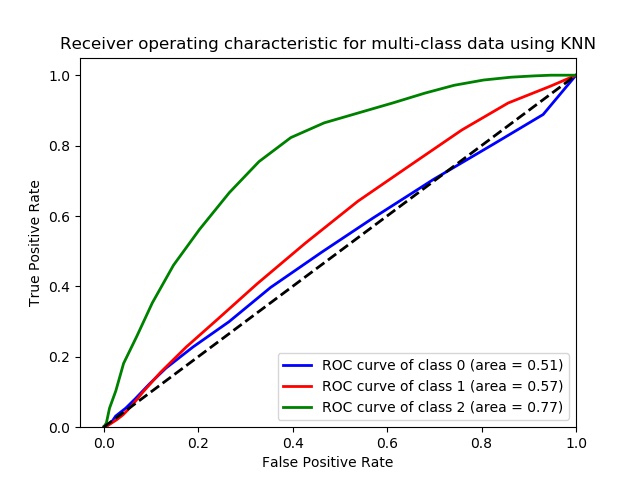 Receiver operating characteristic for multi-class data using KNN
1.0
0.8
0.6
0.4
0.2
0.0
True Positive Rate
ROC curve of class 0 (area = 0.51)
ROC curve of class 1 (area = 0.57)
ROC curve of class 2 (area = 0.77)
0.0 0.2 0.4 0.6 0.8 1.0
False Positive Rate